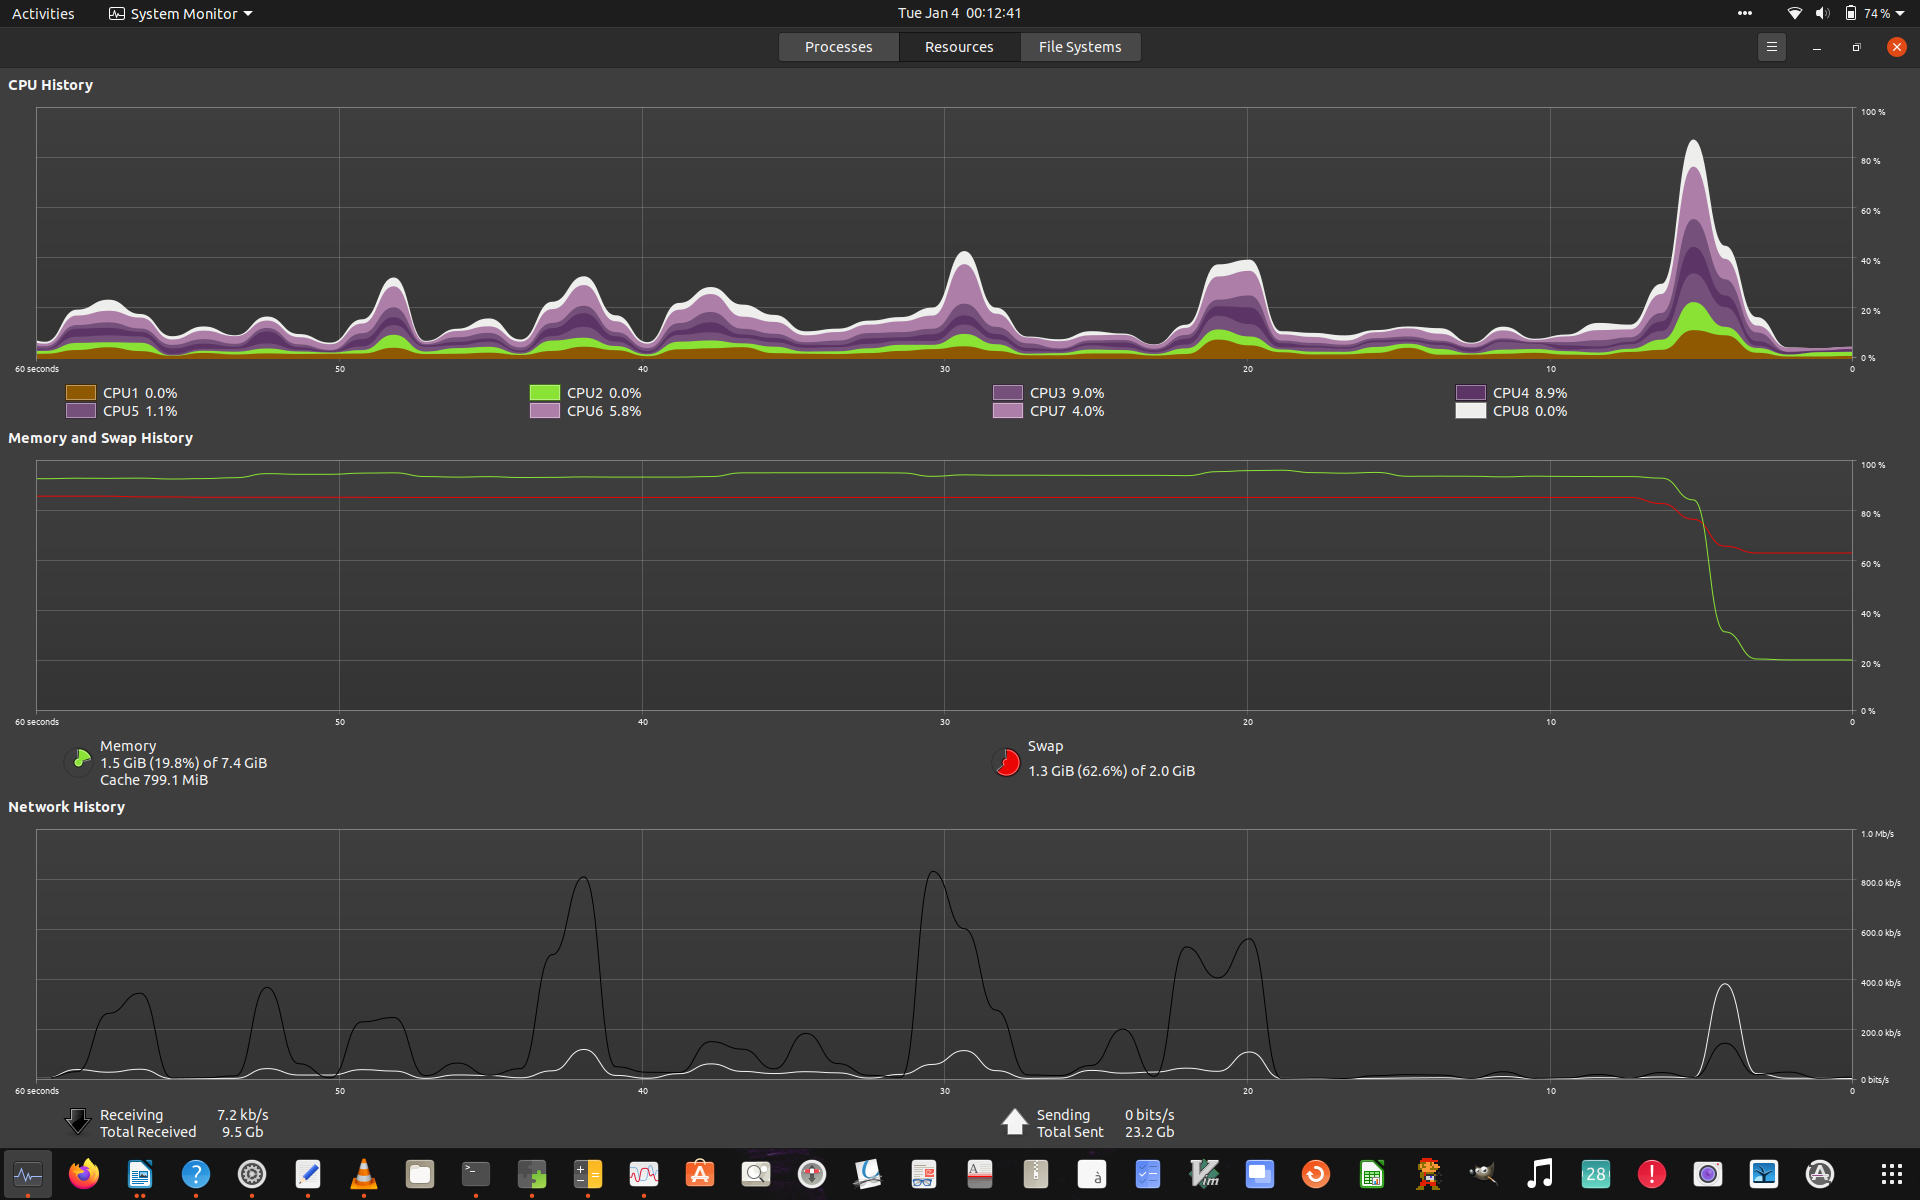 Activities System Monitor Tue Jan 4 00:12:41 74 %
Processes Resources File Systems
CPU History
100 %
80 %
60 %
40 %
20 %
0 %
60 seconds 50 40 30 20 10 0
CPU1 0.0% CPU2 0.0% CPU3 9.0% CPU4 8.9%
CPU5 1.1% CPU6 5.8% CPU7 4.0% CPU8 0.0%
Memory and Swap History
100 %
80 %
60 %
40 %
20 %
0 %
60 seconds 50 40 30 20 10 0
Memory Swap
1.5 GiB (19.8%) of 7.4 GiB 1.3 GiB (62.6%) of 2.0 GiB
Cache 799.1 MiB
Network History
1.0 Mb/s
800.0 kb/s
600.0 kb/s
400.0 kb/s
200.0 kb/s
0 bits/s
60 seconds 50 40 30 20 10 0
Receiving 7.2 kb/s Sending 0 bits/s
Total Received 9.5 Gb Total Sent 23.2 Gb
28